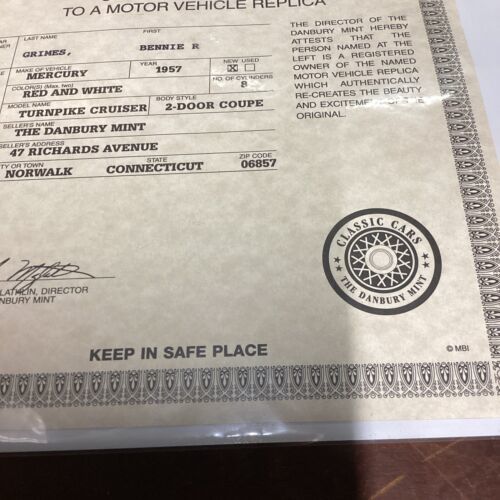 TO A MOTOR VEHICLE REPLICA
LAST NAME FIRST
GRIMES, BENNIE R
MAKE OF VEHICLE YEAR NEW USED
MERCURY 1957 X
COLOR(S) (Max. two) NO. OF CYLINDERS
RED AND WHITE 8
MODEL NAME BODY STYLE
TURNPIKE CRUISER 2-DOOR COUPE
SELLER'S NAME
THE DANBURY MINT
SELLER'S ADDRESS
47 RICHARDS AVENUE
TY OR TOWN STATE ZIP CODE
NORWALK CONNECTICUT 06857
THE DIRECTOR OF THE
DANBURY MINT HEREBY
ATTESTS THAT THE
PERSON NAMED AT THE
LEFT IS A REGISTERED
OWNER OF THE NAMED
MOTOR VEHICLE REPLICA
WHICH AUTHENTICALLY
RE-CREATES THE BEAUTY
AND EXCITEMENT OF THE
ORIGINAL.
LATHLIN, DIRECTOR
NBURY MINT
CLASSIC CARS
★ THE DANBURY MINT ★
KEEP IN SAFE PLACE
© MBI